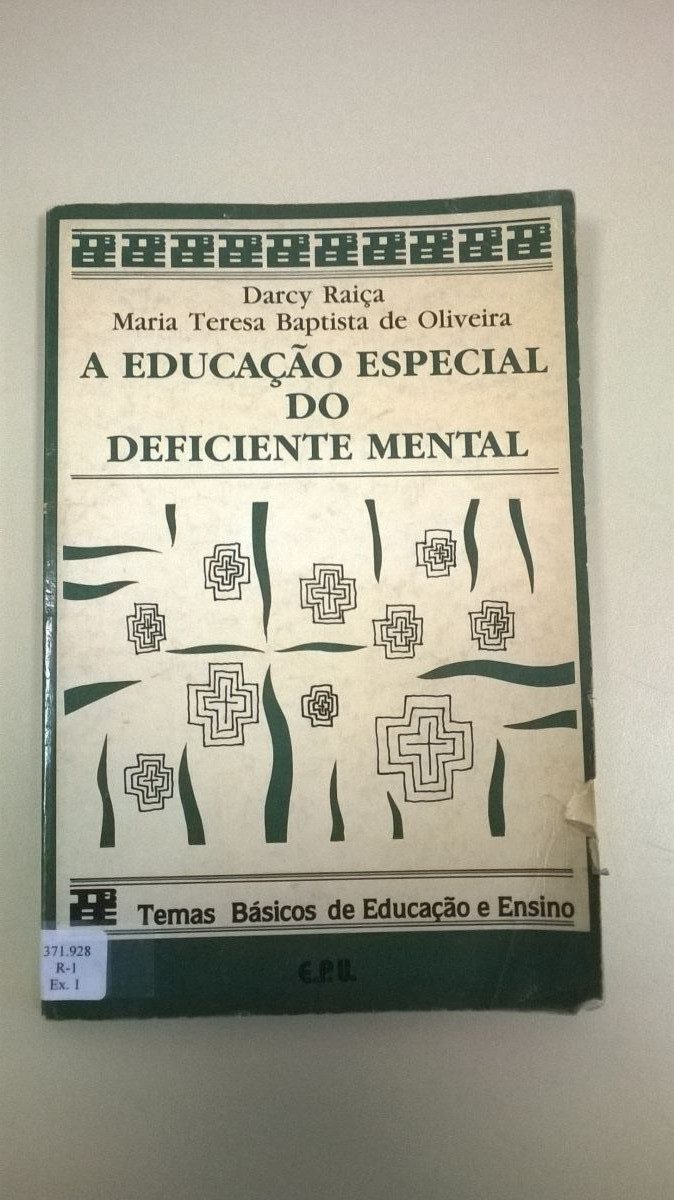 Darcy Raiça
Maria Teresa Baptista de Oliveira
A EDUCAÇÃO ESPECIAL
DO
DEFICIENTE MENTAL
Temas Básicos de Educação e Ensino
371.928
R-1
Ex. 1
E.P.U.